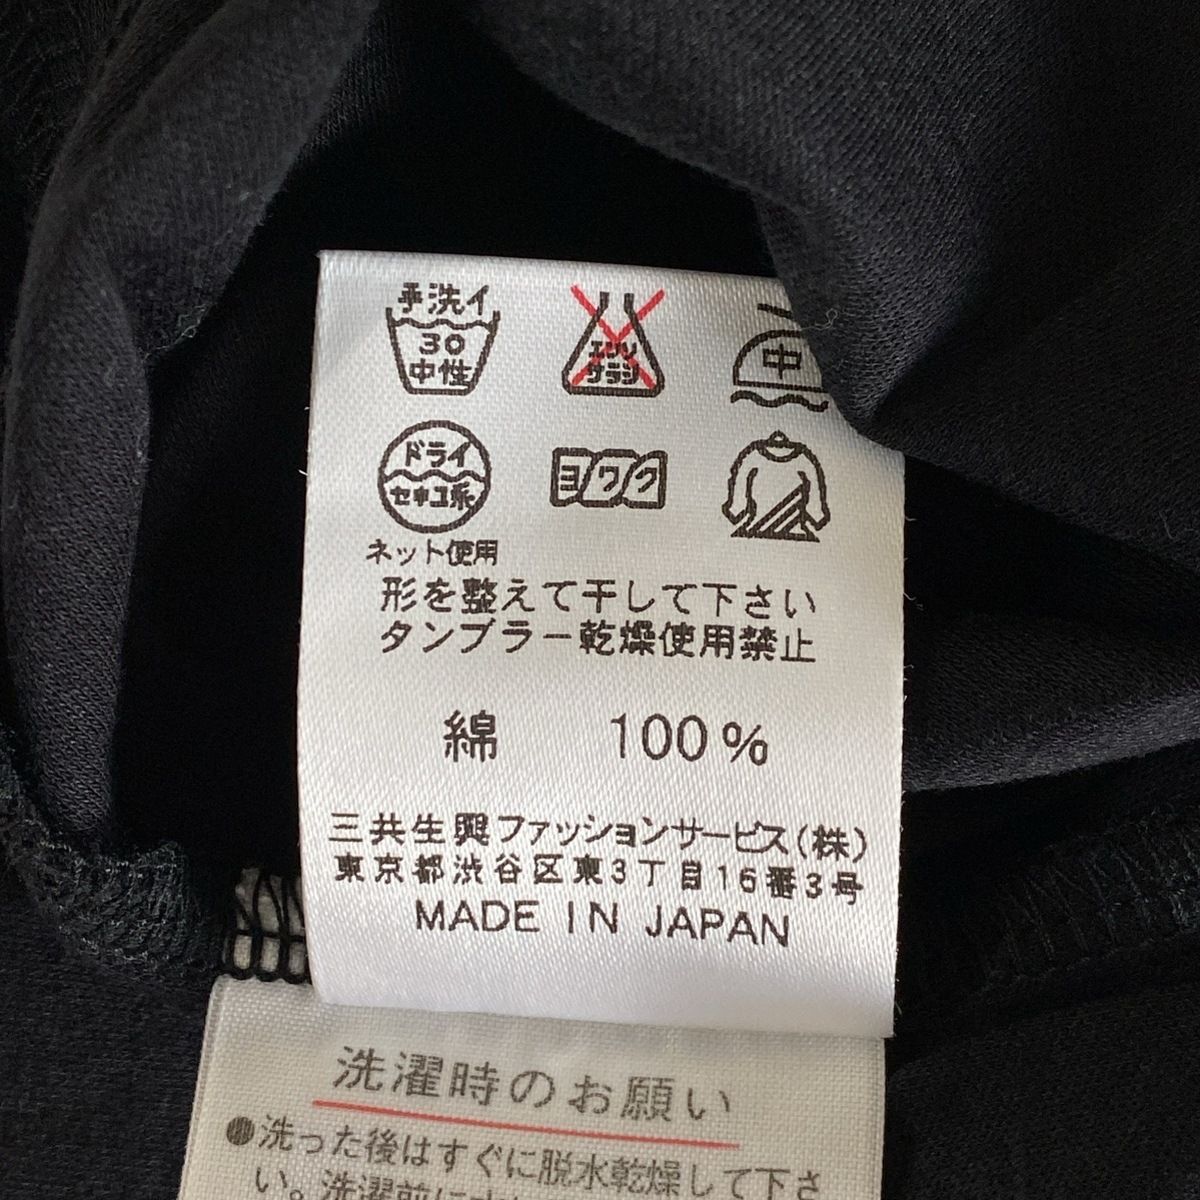 手洗イ
30
中性
エンソ
サラシ
中
ドライ
セキユ系
ヨワク
ネット使用
形を整えて干して下さい
タンブラー乾燥使用禁止
綿 100%
三共生興ファッションサービス(株)
東京都渋谷区東3丁目16番3号
MADE IN JAPAN
洗濯時のお願い
●洗った後はすぐに脱水乾燥して下さ
い。洗濯前に